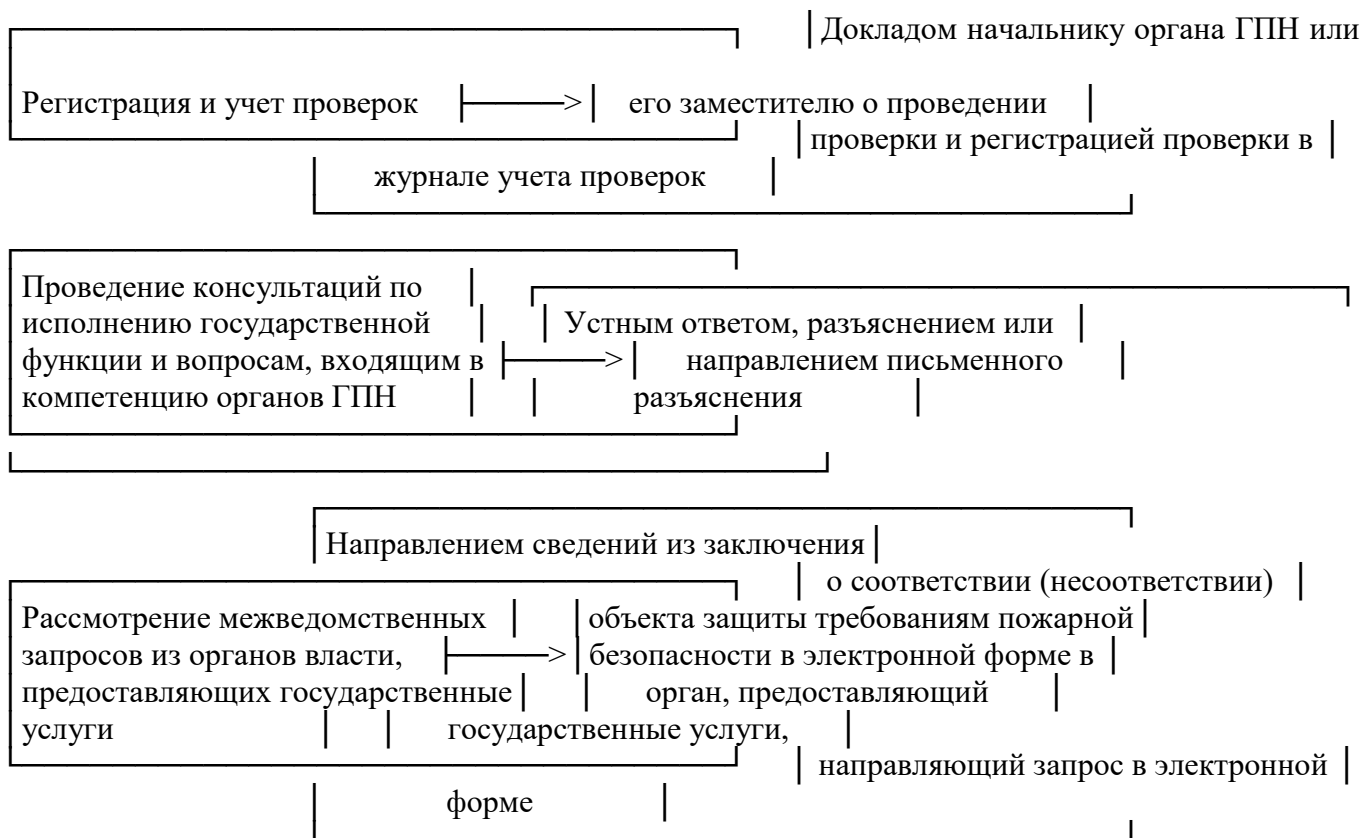 Докладом начальнику органа ГПН или
Регистрация и учет проверок его заместителю о проведении
проверки и регистрацией проверки в
журнале учета проверок
Проведение консультаций по
исполнению государственной Устным ответом, разъяснением или
функции и вопросам, входящим в направлением письменного
компетенцию органов ГПН разъяснения
Направлением сведений из заключения
о соответствии (несоответствии)
Рассмотрение межведомственных объекта защиты требованиям пожарной
запросов из органов власти, безопасности в электронной форме в
предоставляющих государственные орган, предоставляющий
услуги государственные услуги,
направляющий запрос в электронной
форме